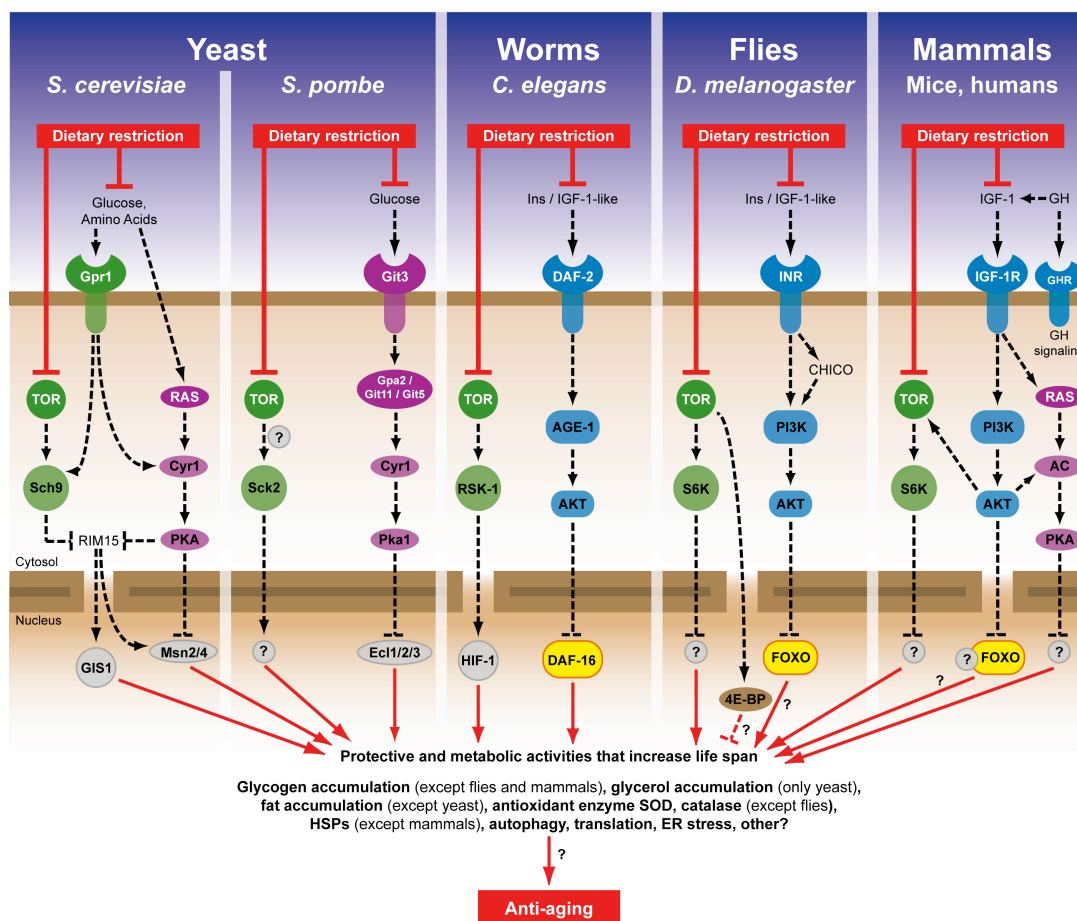 Yeast
Worms
Flies
Mammals
S. cerevisiae
S. pombe
C. elegans
D. melanogaster
Mice, humans
Dietary restriction
Dietary restriction
Dietary restriction
Dietary restriction
Dietary restriction
Glucose,
Amino Acids
Glucose
Ins / IGF-1-like
Ins / IGF-1-like
IGF-1
GH
Gpr1
Git3
DAF-2
INR
IGF-1R
GHR
GH
signalin
CHICO
TOR
RAS
TOR
Gpa2 /
Git11 / Git5
TOR
TOR
TOR
RAS
?
AGE-1
PI3K
PI3K
Sch9
Cyr1
Sck2
Cyr1
RSK-1
AKT
S6K
AKT
S6K
AKT
AC
RIM15
PKA
Pka1
PKA
Cytosol
Nucleus
GIS1
Msn2/4
?
Ecl1/2/3
HIF-1
DAF-16
?
FOXO
?
?
FOXO
?
4E-BP
?
?
?
Protective and metabolic activities that increase life span
Glycogen accumulation (except flies and mammals), glycerol accumulation (only yeast),
fat accumulation (except yeast), antioxidant enzyme SOD, catalase (except flies),
HSPs (except mammals), autophagy, translation, ER stress, other?
?
Anti-aging